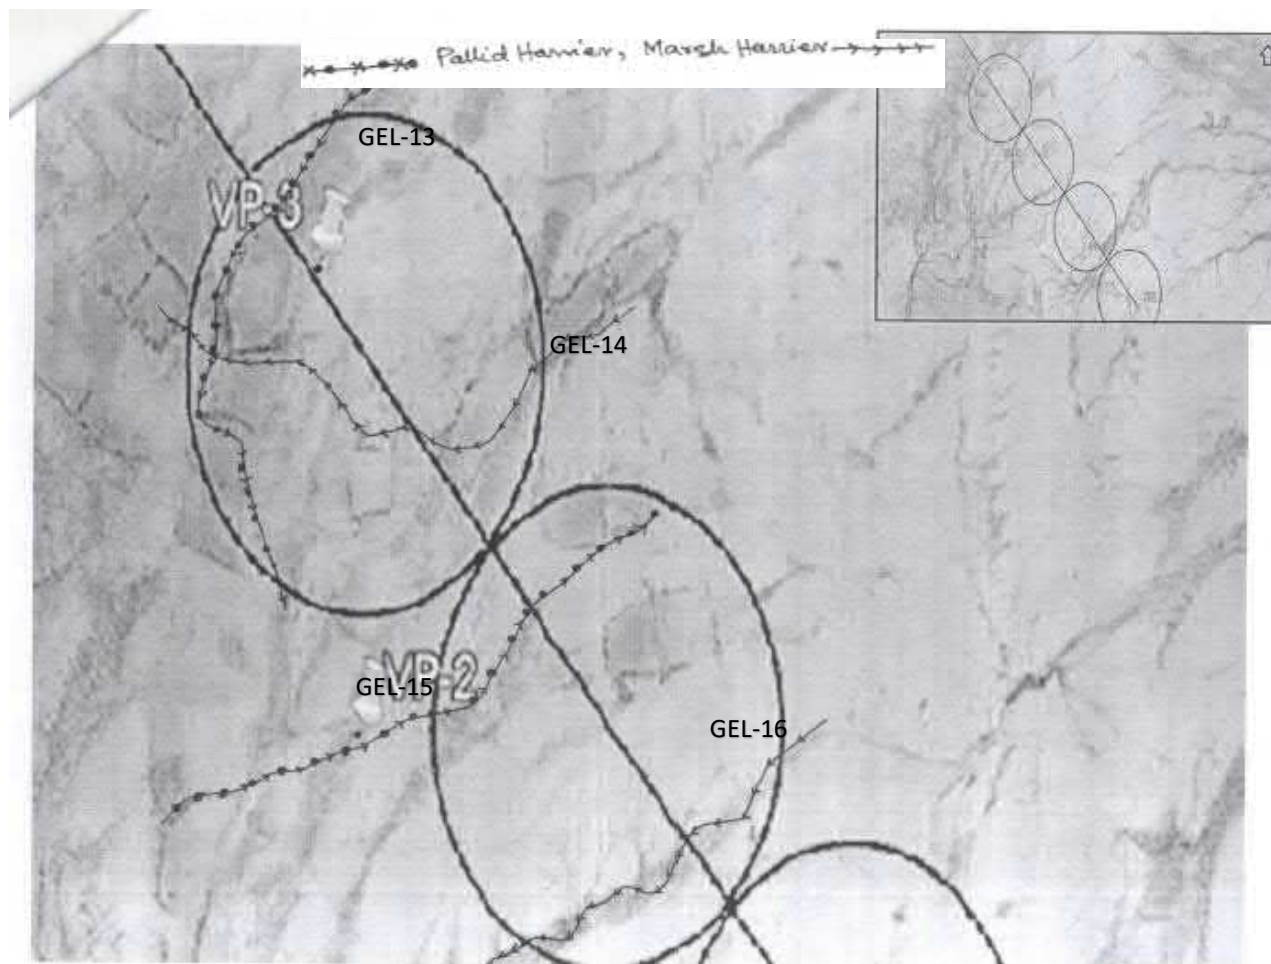 Pallid Harrier, Marsh Harrier
GEL-13
VP-3
GEL-14
VP-2
GEL-15
GEL-16